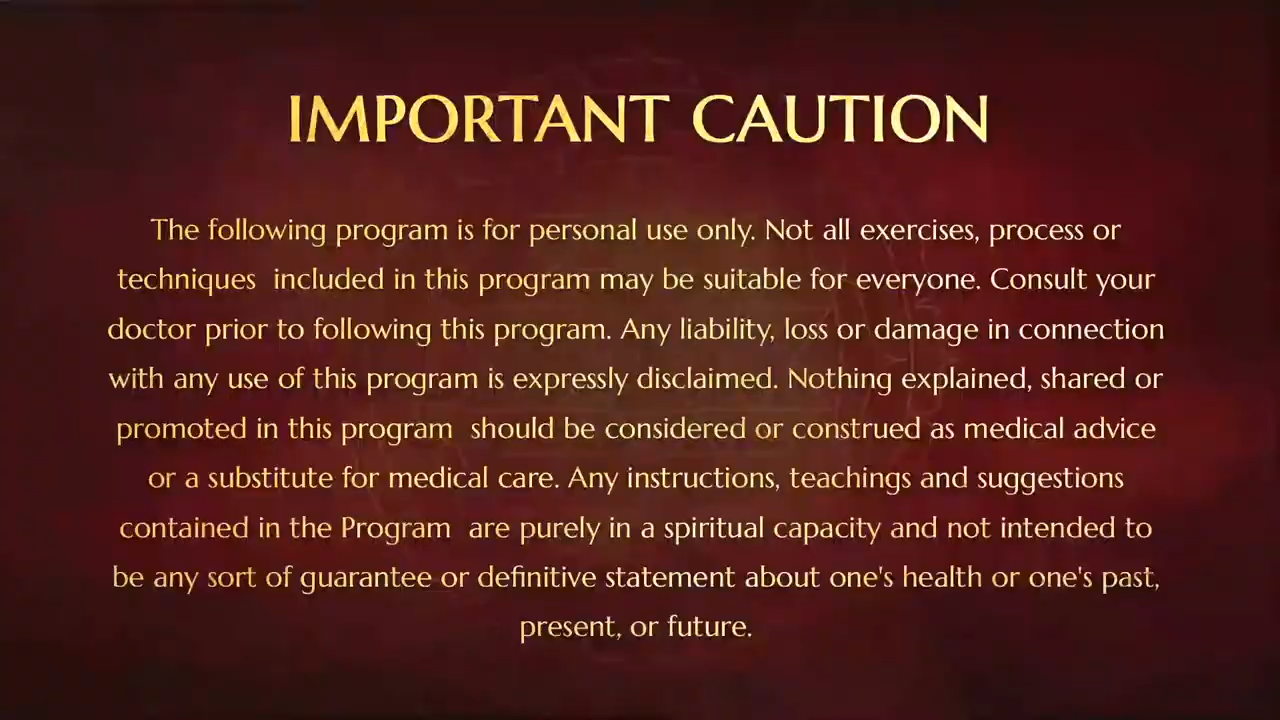 IMPORTANT CAUTION
The following program is for personal use only. Not all exercises, process or
techniques  included in this program may be suitable for everyone. Consult your
doctor prior to following this program. Any liability, loss or damage in connection
with any use of this program is expressly disclaimed. Nothing explained, shared or
promoted in this program  should be considered or construed as medical advice
or a substitute for medical care. Any instructions, teachings and suggestions
contained in the Program  are purely in a spiritual capacity and not intended to
be any sort of guarantee or definitive statement about one's health or one's past,
present, or future.